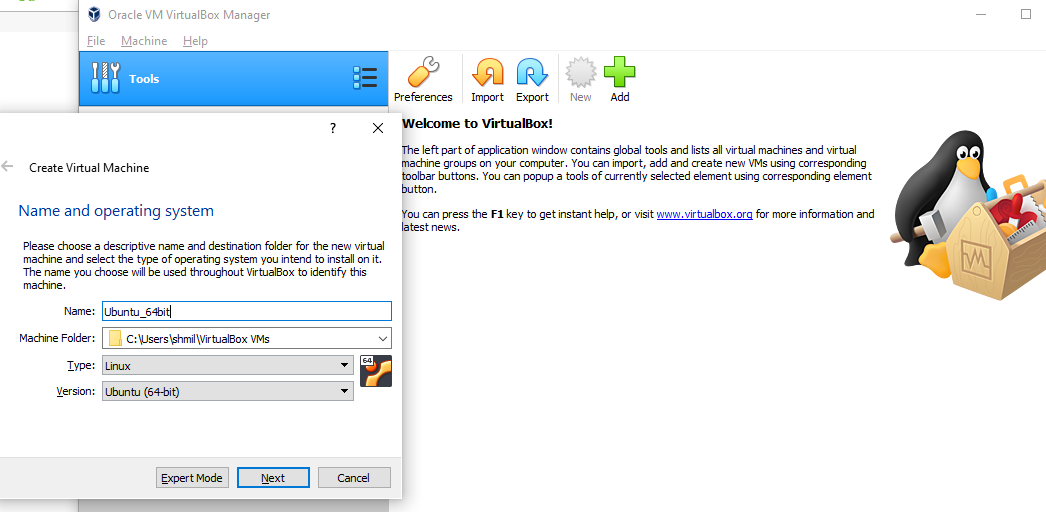 Oracle VM VirtualBox Manager
File Machine Help
Tools
Preferences Import Export New Add
Welcome to VirtualBox!
The left part of application window contains global tools and lists all virtual machines and virtual
machine groups on your computer. You can import, add and create new VMs using corresponding
toolbar buttons. You can popup a tools of currently selected element using corresponding element
button.
You can press the F1 key to get instant help, or visit www.virtualbox.org for more information and
latest news.
?
Create Virtual Machine
Name and operating system
Please choose a descriptive name and destination folder for the new virtual
machine and select the type of operating system you intend to install on it.
The name you choose will be used throughout VirtualBox to identify this
machine.
Name: Ubuntu_64bit
Machine Folder: C:\Users\shmil\VirtualBox VMs
Type: Linux
64
Version: Ubuntu (64-bit)
Expert Mode Next Cancel